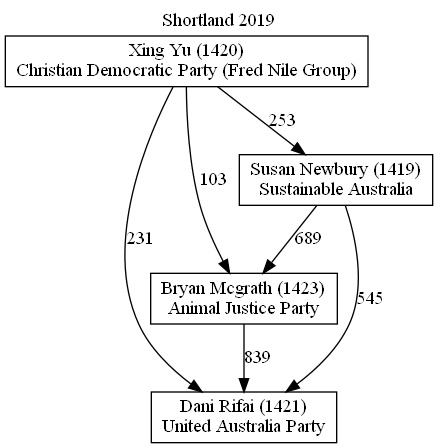 Shortland 2019
Xing Yu (1420)
Christian Democratic Party (Fred Nile Group)
253
Susan Newbury (1419)
Sustainable Australia
103
231
689
Bryan Mcgrath (1423)
Animal Justice Party
545
839
Dani Rifai (1421)
United Australia Party